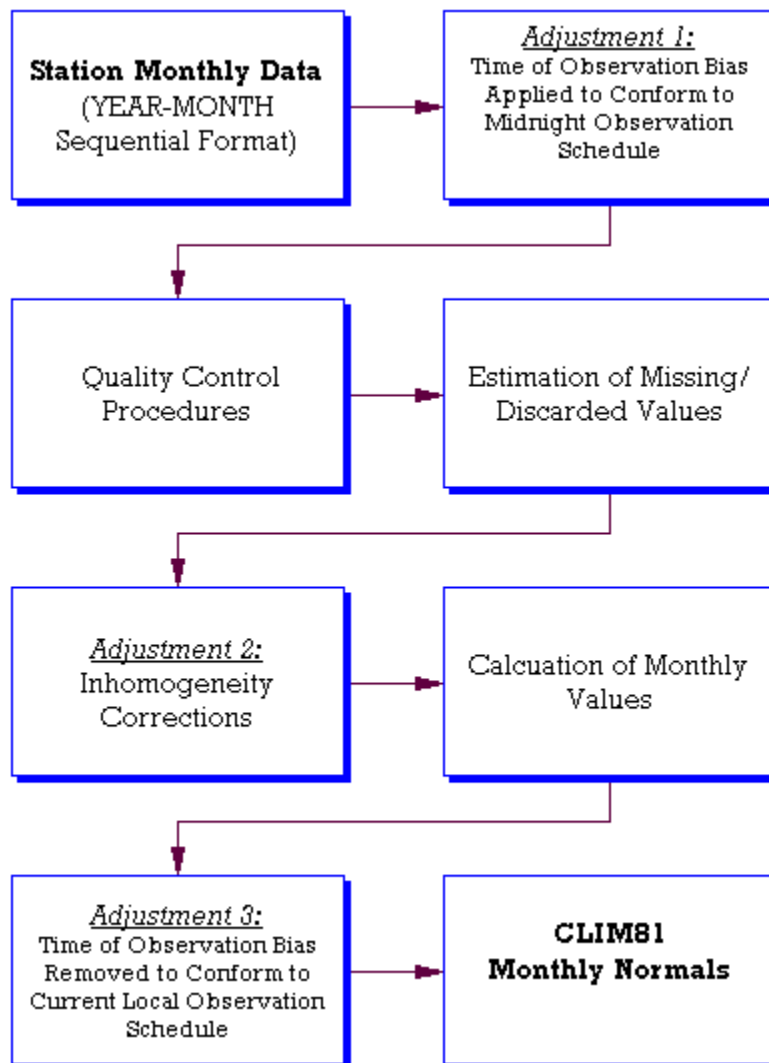 Station Monthly Data
(YEAR-MONTH
Sequential Format)
Adjustment 1:
Time of Observation Bias
Applied to Conform to
Midnight Observation
Schedule
Quality Control
Procedures
Estimation of Missing/
Discarded Values
Adjustment 2:
Inhomogeneity
Corrections
Calcuation of Monthly
Values
Adjustment 3:
Time of Observation Bias
Removed to Conform to
Current Local Observation
Schedule
CLIM81
Monthly Normals